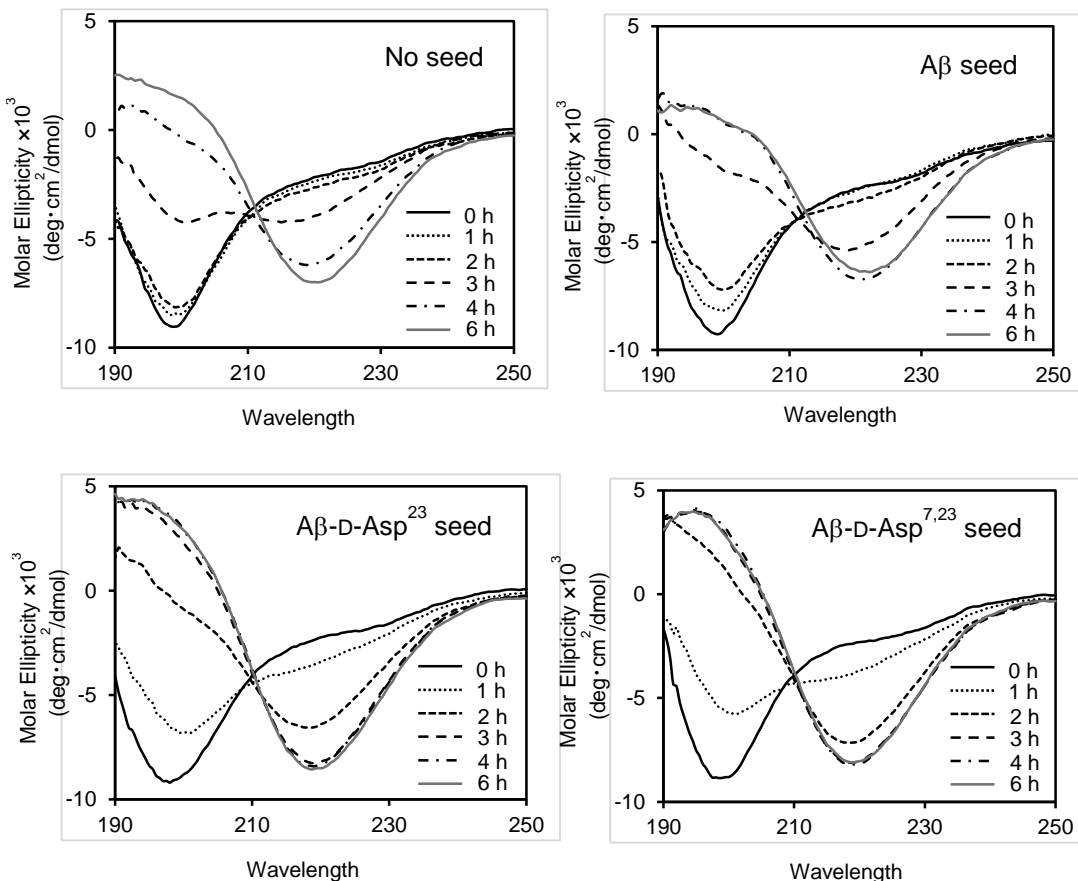 No seed
Molar Ellipticity ×10³
(deg·cm²/dmol)
5
0
-5
-10
190
210
230
250
Wavelength
0 h
1 h
2 h
3 h
4 h
6 h
Aβ seed
Molar Ellipticity ×10³
(deg·cm²/dmol)
5
0
-5
-10
190
210
230
250
Wavelength
0 h
1 h
2 h
3 h
4 h
6 h
Aβ-D-Asp²³ seed
Molar Ellipticity ×10³
(deg·cm²/dmol)
5
0
-5
-10
190
210
230
250
Wavelength
0 h
1 h
2 h
3 h
4 h
6 h
Aβ-D-Asp⁷,²³ seed
Molar Ellipticity ×10³
(deg·cm²/dmol)
5
0
-5
-10
190
210
230
250
Wavelength
0 h
1 h
2 h
3 h
4 h
6 h